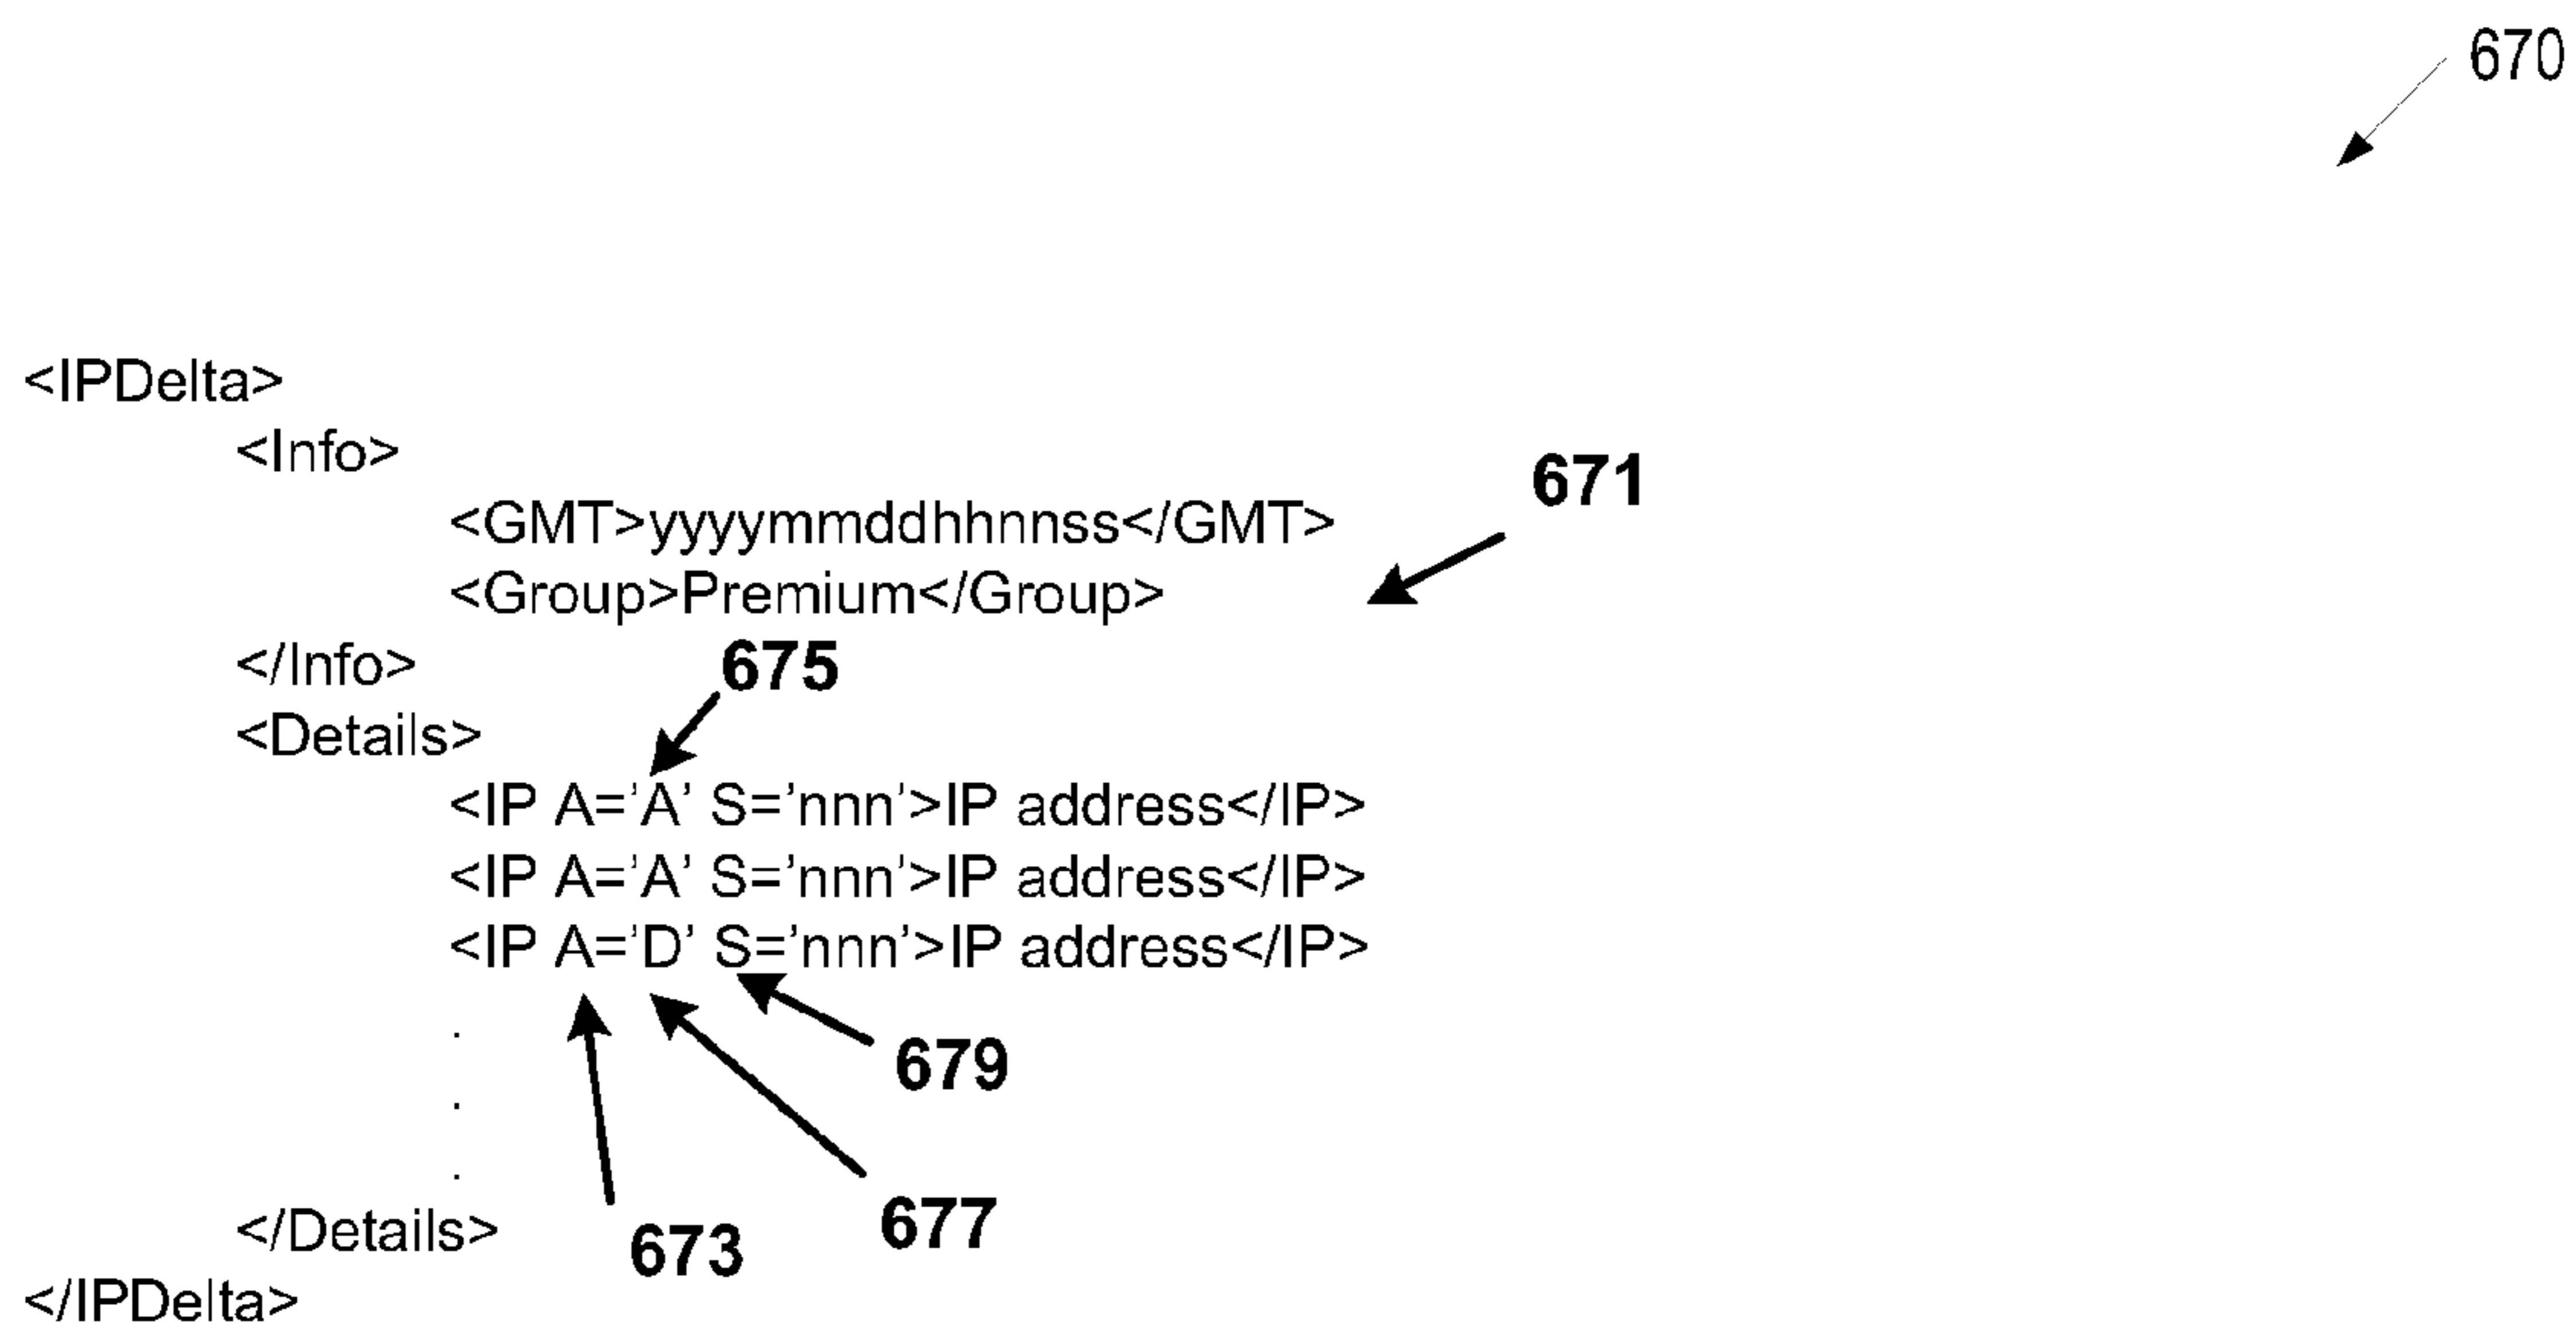 670
<IPDelta>
<Info>
<GMT>yyyymmddhhnnss</GMT>
671
<Group>Premium</Group>
</Info>
675
<Details>
<IP A=’A’ S=’nnn’>IP address</IP>
<IP A=’A’ S=’nnn’>IP address</IP>
<IP A=’D’ S=’nnn’>IP address</IP>
.
679
.
.
677
</Details>
673
</IPDelta>